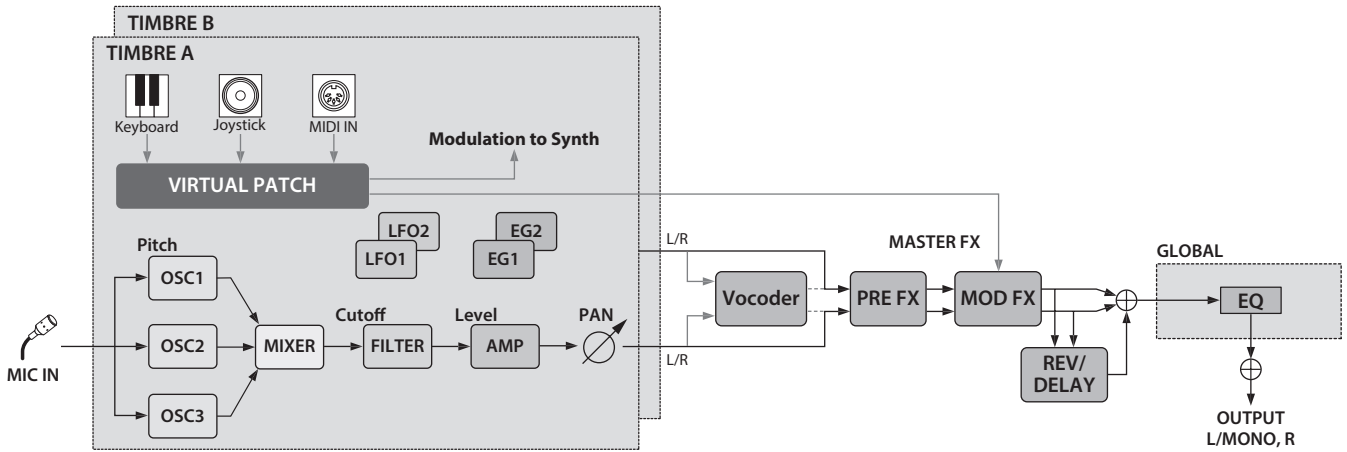 TIMBRE B
TIMBRE A
Keyboard
Joystick
MIDI IN
Modulation to Synth
VIRTUAL PATCH
LFO2
LFO1
EG2
EG1
Pitch
OSC1
OSC2
OSC3
MIC IN
MIXER
Cutoff
FILTER
Level
AMP
PAN
L/R
L/R
Vocoder
MASTER FX
PRE FX
MOD FX
REV/
DELAY
GLOBAL
EQ
OUTPUT
L/MONO, R